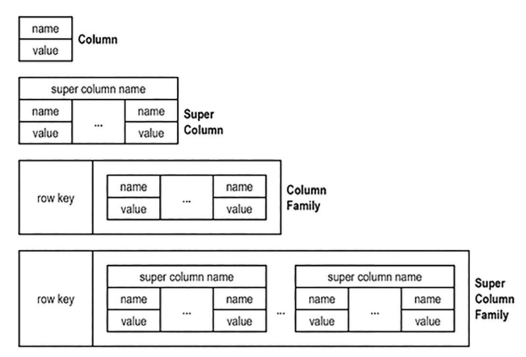 name
value
Column
super column name
name ... name
value value
Super
Column
row key
name ... name
value value
Column
Family
row key
super column name ... super column name
name ... name name ... name
value value value value
Super
Column
Family